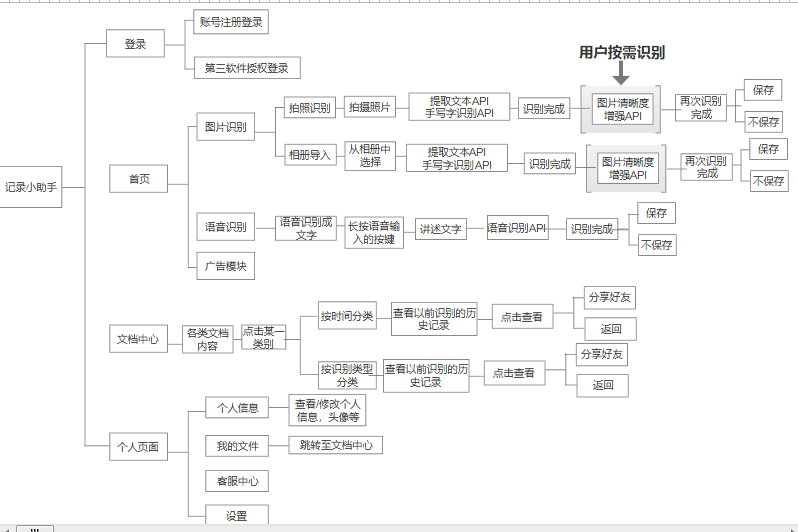 账号注册登录
登录
第三软件授权登录
用户按需识别
拍照识别
拍摄照片
提取文本API
手写字识别API
识别完成
图片清晰度
增强API
再次识别
完成
保存
不保存
图片识别
相册导入
从相册中
选择
提取文本API
手写字识别API
识别完成
图片清晰度
增强API
再次识别
完成
保存
不保存
记录小助手
首页
语音识别
语音识别成
文字
长按语音输
入的按键
讲述文字
语音识别API
识别完成
保存
不保存
广告模块
文档中心
各类文档
内容
点击某一
类别
按时间分类
查看以前识别的历
史记录
点击查看
分享好友
返回
按识别类型
分类
查看以前识别的历
史记录
点击查看
分享好友
返回
个人页面
个人信息
查看/修改个人
信息，头像等
我的文件
跳转至文档中心
客服中心
设置